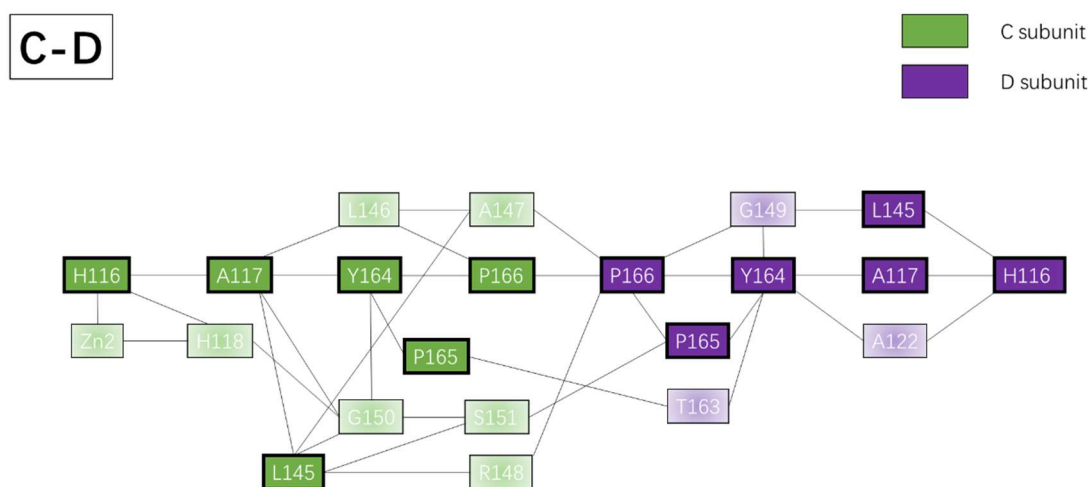 C-D
C subunit
D subunit
L146 A147 G149 L145
H116 A117 Y164 P166 P166 Y164 A117 H116
Zn2 H118 P165 P165 A122
G150 S151 T163
L145 R148